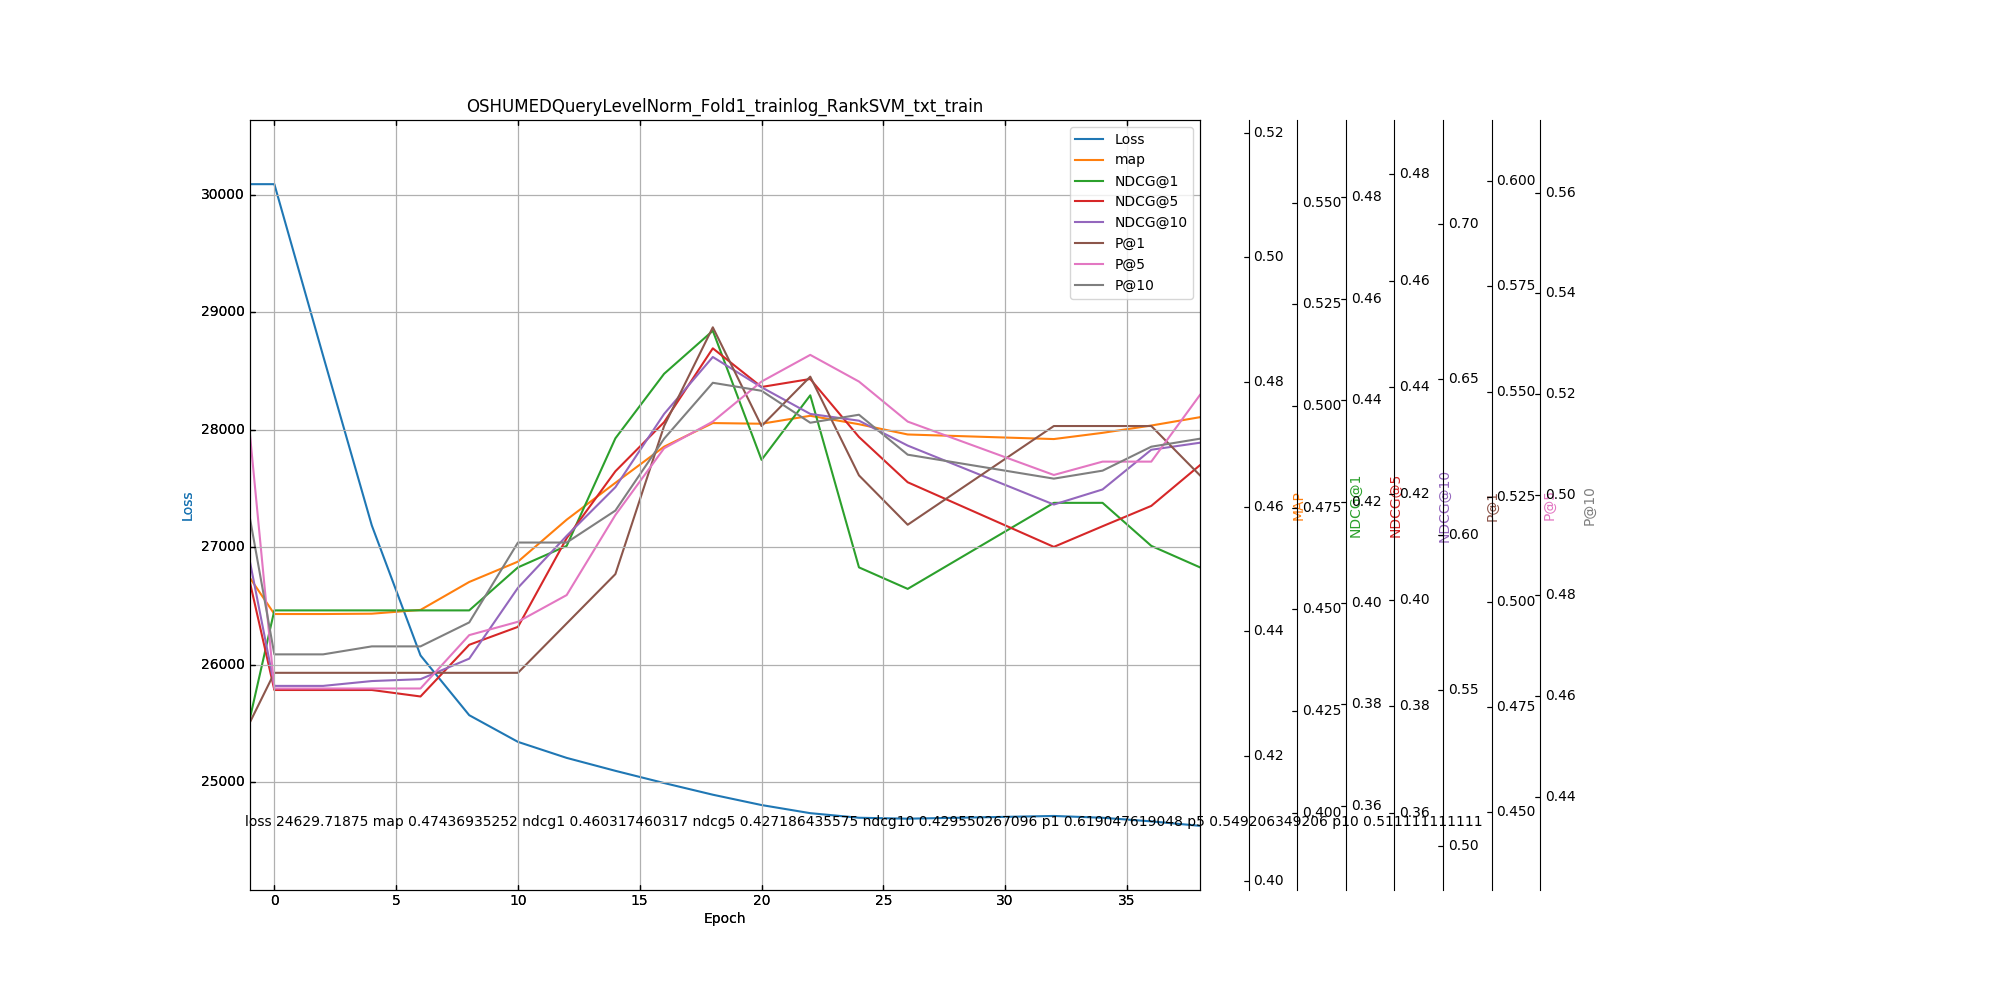 OSHUMEDQueryLevelNorm_Fold1_trainlog_RankSVM_txt_train
Loss
map
NDCG@1
NDCG@5
NDCG@10
P@1
P@5
P@10
30000
29000
28000
27000
26000
25000
Loss
0 5 10 15 20 25 30 35
Epoch
loss 24629.71875 map 0.47436935252 ndcg1 0.460317460317 ndcg5 0.427186435575 ndcg10 0.429550267096 p1 0.619047619048 p5 0.549206349206 p10 0.511111111111
0.52
0.50
0.48
0.46
0.44
0.42
0.40
MAP
0.550
0.525
0.500
0.475
0.450
0.425
0.400
NDCG@1
0.48
0.46
0.44
0.42
0.40
0.38
0.36
NDCG@5
0.48
0.46
0.44
0.42
0.40
0.38
0.36
NDCG@10
0.70
0.65
0.60
0.55
0.50
P@1
0.600
0.575
0.550
0.525
0.500
0.475
0.450
P@5
0.56
0.54
0.52
0.50
0.48
0.46
0.44
P@10